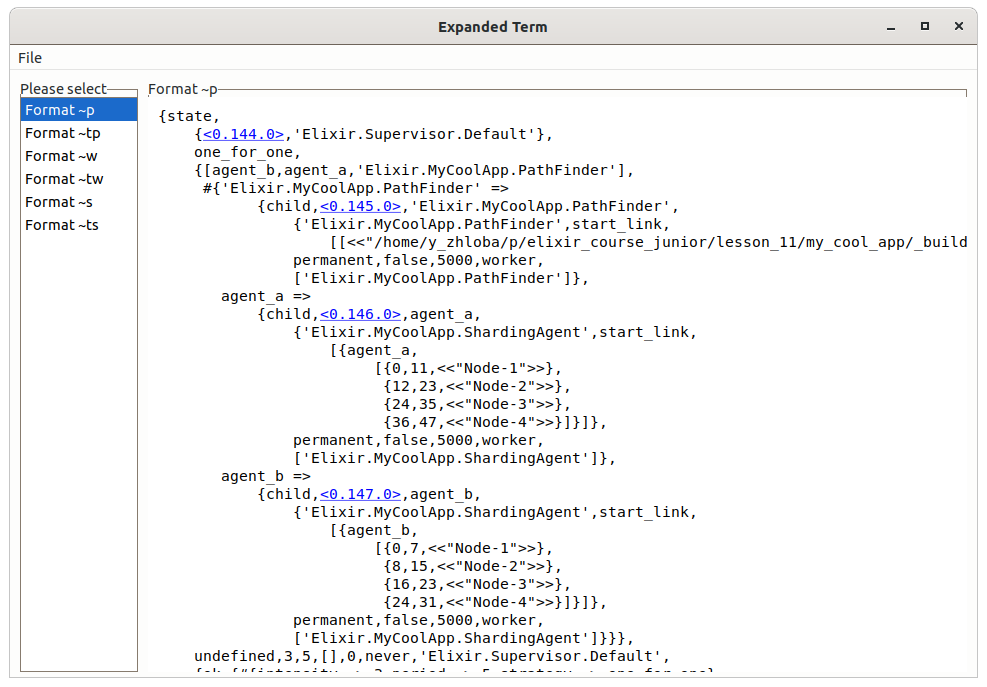 Expanded Term
File
Please select
Format ~p
Format ~tp
Format ~w
Format ~tw
Format ~s
Format ~ts
Format ~p
{state,
    {<0.144.0>,'Elixir.Supervisor.Default'},
    one_for_one,
    {[agent_b,agent_a,'Elixir.MyCoolApp.PathFinder'],
     #{'Elixir.MyCoolApp.PathFinder' =>
           {child,<0.145.0>,'Elixir.MyCoolApp.PathFinder',
               {'Elixir.MyCoolApp.PathFinder',start_link,
                   [[<<"/home/y_zhloba/p/elixir_course_junior/lesson_11/my_cool_app/_build
               permanent,false,5000,worker,
               ['Elixir.MyCoolApp.PathFinder']},
       agent_a =>
           {child,<0.146.0>,agent_a,
               {'Elixir.MyCoolApp.ShardingAgent',start_link,
                   [{agent_a,
                        [{0,11,<<"Node-1">>},
                         {12,23,<<"Node-2">>},
                         {24,35,<<"Node-3">>},
                         {36,47,<<"Node-4">>}]}]},
               permanent,false,5000,worker,
               ['Elixir.MyCoolApp.ShardingAgent']},
       agent_b =>
           {child,<0.147.0>,agent_b,
               {'Elixir.MyCoolApp.ShardingAgent',start_link,
                   [{agent_b,
                        [{0,7,<<"Node-1">>},
                         {8,15,<<"Node-2">>},
                         {16,23,<<"Node-3">>},
                         {24,31,<<"Node-4">>}]}]},
               permanent,false,5000,worker,
               ['Elixir.MyCoolApp.ShardingAgent']}}},
    undefined,3,5,[],0,never,'Elixir.Supervisor.Default',